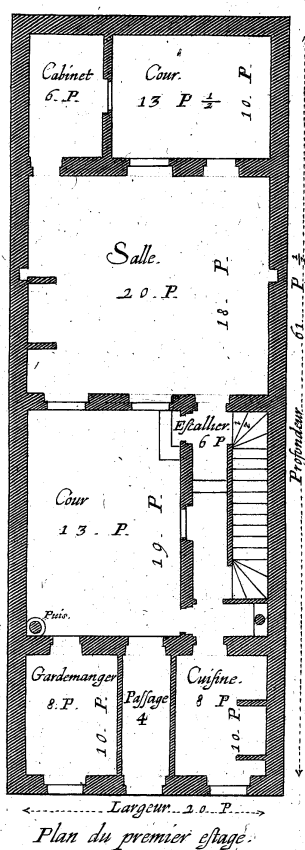 Cabinet
6. P.
Cour.
13 P 1/2
10. P.
Salle.
20. P.
18. P.
Eſcallier.
6 P
Cour
13. P.
19. P.
Puis.
Gardemanger
8. P.
10. P.
Paſſage
4
Cuiſine.
8 P
10. P.
Profondeur 61 P 1/2
Largeur 20 P
Plan du premier eſtage.